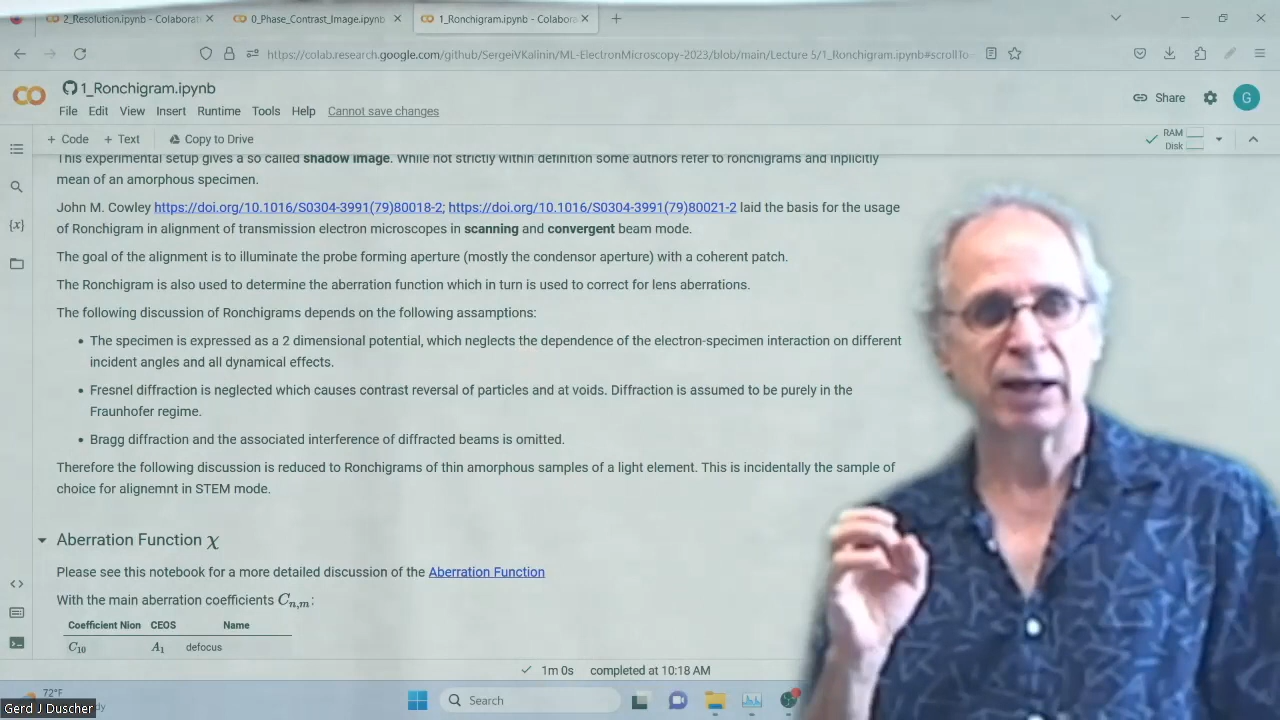 2_Resolution.ipynb - Colaborat
0_Phase_Contrast_Image.ipynb
1_Ronchigram.ipynb - Colabora
https://colab.research.google.com/github/SergeiVKalinin/ML-ElectronMicroscopy-2023/blob/main/Lecture 5/1_Ronchigram.ipynb#scrollTo
1_Ronchigram.ipynb
File Edit View Insert Runtime Tools Help Cannot save changes
Share
G
+ Code + Text Copy to Drive
RAM
Disk
This experimental setup gives a so called shadow image. While not strictly within definition some authors refer to ronchigrams and inplicitly
mean of an amorphous specimen.
John M. Cowley https://doi.org/10.1016/S0304-3991(79)80018-2; https://doi.org/10.1016/S0304-3991(79)80021-2 laid the basis for the usage
of Ronchigram in alignment of transmission electron microscopes in scanning and convergent beam mode.
The goal of the alignment is to illuminate the probe forming aperture (mostly the condensor aperture) with a coherent patch.
The Ronchigram is also used to determine the aberration function which in turn is used to correct for lens aberrations.
The following discussion of Ronchigrams depends on the following assumptions:
• The specimen is expressed as a 2 dimensional potential, which neglects the dependence of the electron-specimen interaction on different
incident angles and all dynamical effects.
• Fresnel diffraction is neglected which causes contrast reversal of particles and at voids. Diffraction is assumed to be purely in the
Fraunhofer regime.
• Bragg diffraction and the associated interference of diffracted beams is omitted.
Therefore the following discussion is reduced to Ronchigrams of thin amorphous samples of a light element. This is incidentally the sample of
choice for alignemnt in STEM mode.
Aberration Function χ
Please see this notebook for a more detailed discussion of the Aberration Function
With the main aberration coefficients Cn,m:
Coefficient Nion CEOS Name
C10 A1 defocus
1m 0s completed at 10:18 AM
72°F
Search
Gerd J Duscher